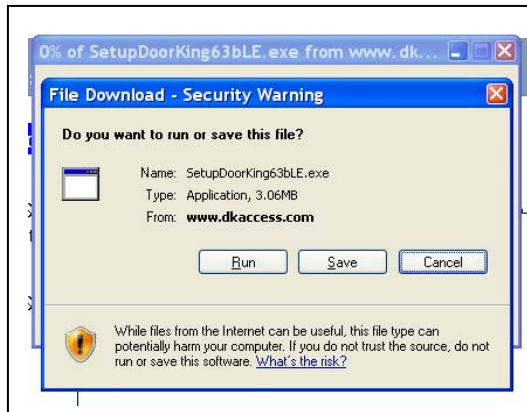 0% of SetupDoorKing63bLE.exe from www.dk...
File Download - Security Warning
Do you want to run or save this file?
Name: SetupDoorKing63bLE.exe
Type: Application, 3.06MB
From: www.dkaccess.com
Run Save Cancel
While files from the Internet can be useful, this file type can
potentially harm your computer. If you do not trust the source, do not
run or save this software. What's the risk?